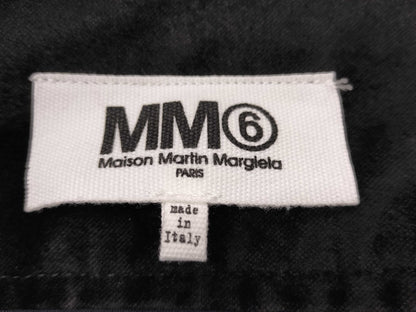 MM⑥
Maison Martin Margiela
PARIS
made
in
Italy